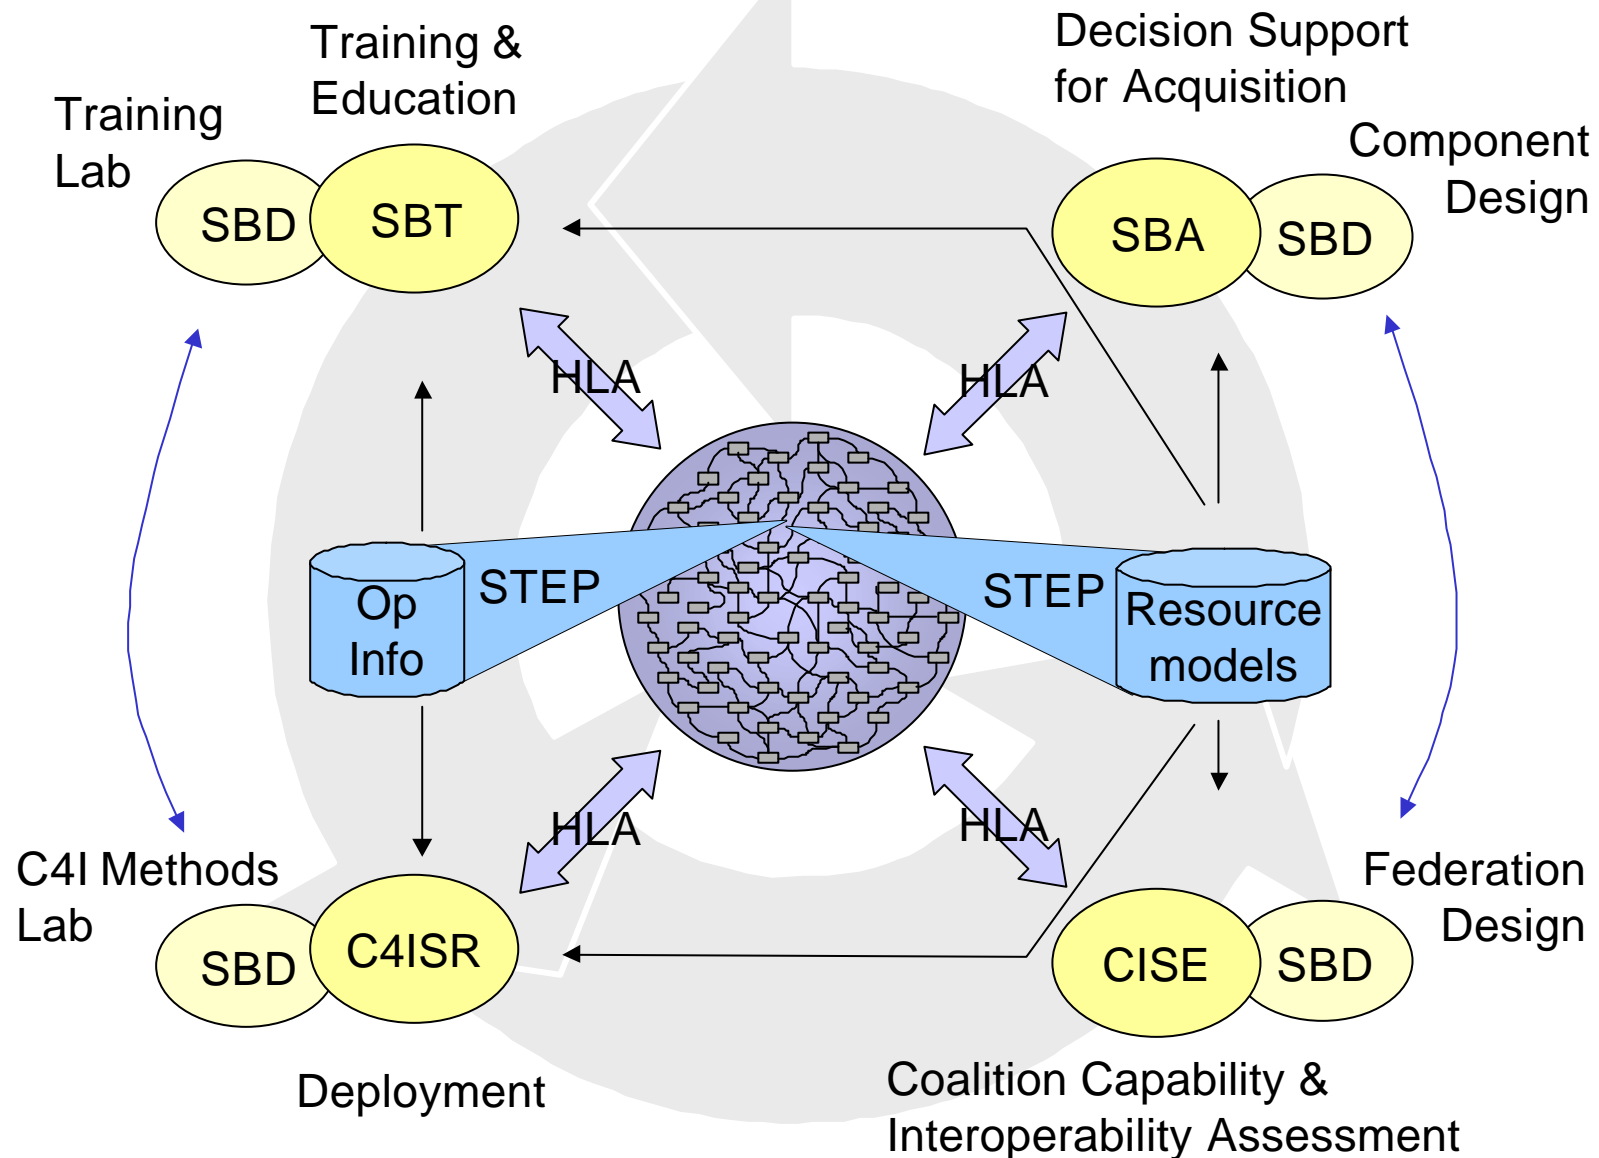 Training &
Education
Decision Support
for Acquisition
Training
Lab
Component
Design
SBD
SBT
SBA
SBD
HLA
HLA
STEP
STEP
Op
Info
Resource
models
HLA
HLA
C4I Methods
Lab
Federation
Design
SBD
C4ISR
CISE
SBD
Deployment
Coalition Capability &
Interoperability Assessment